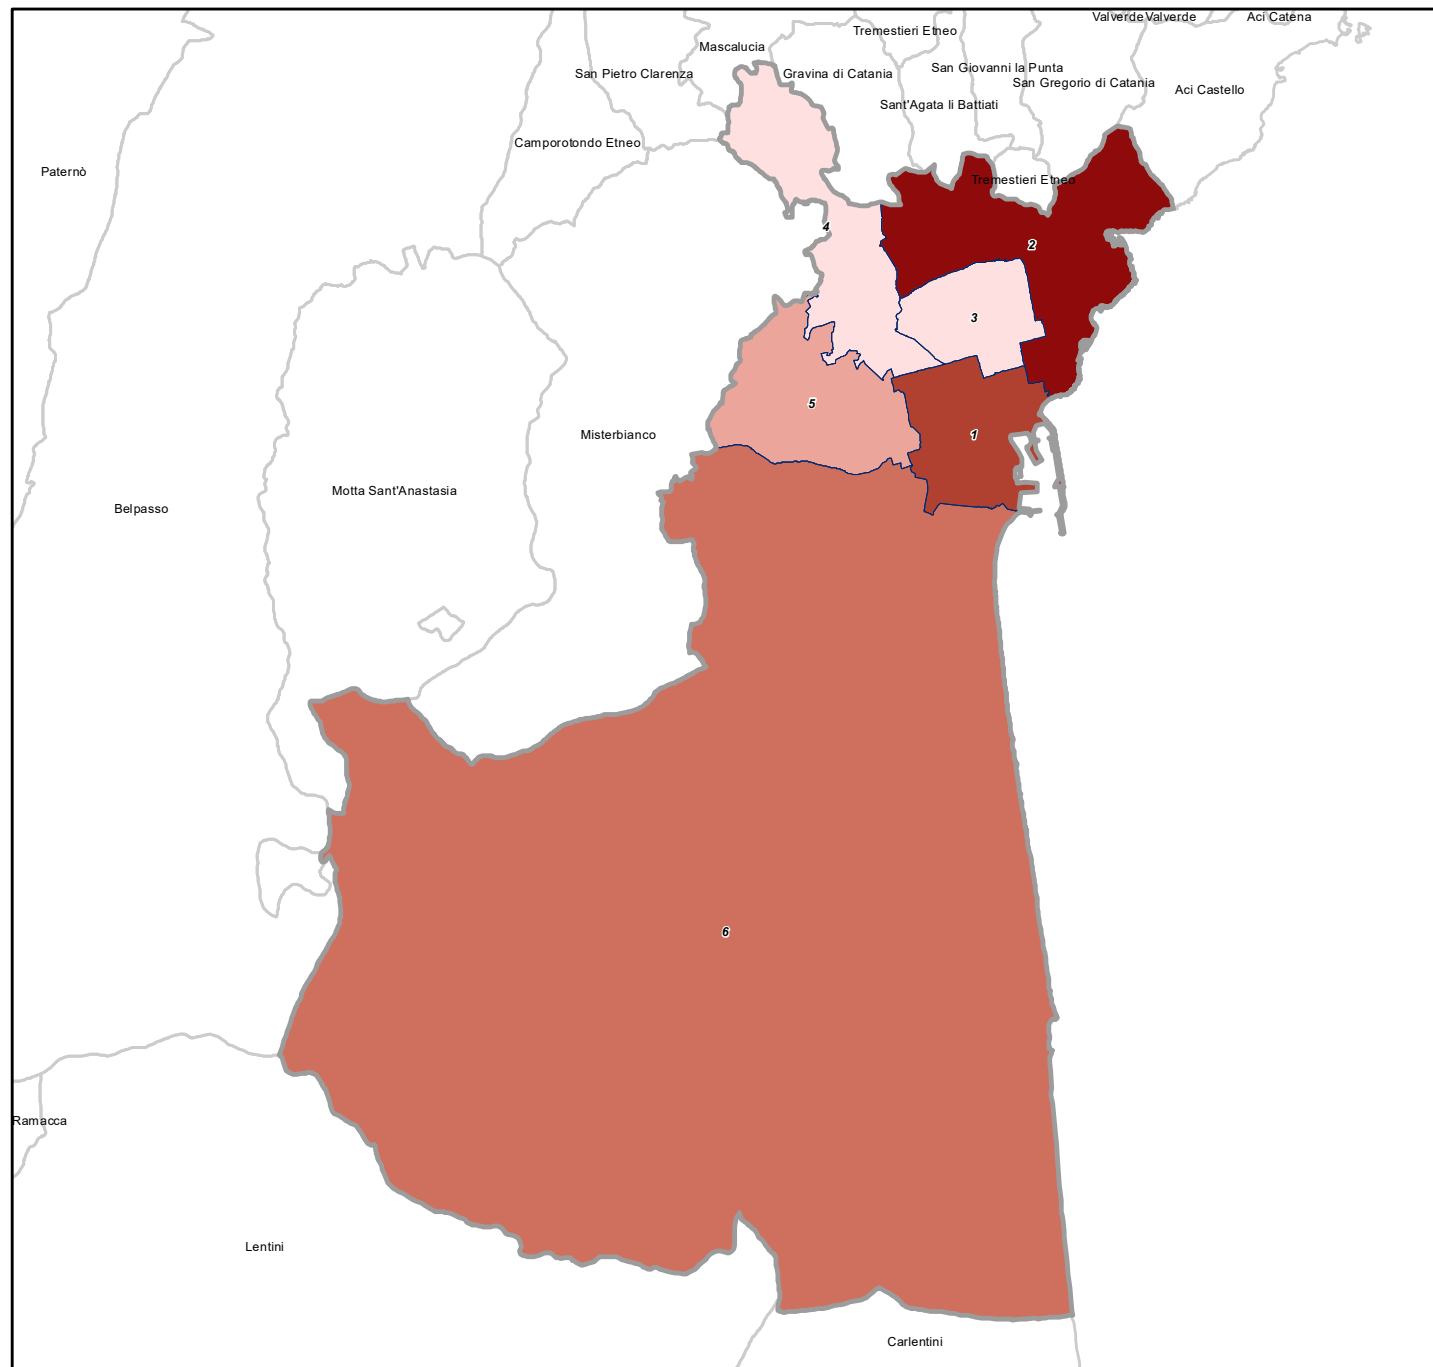 Valverde Valverde
Aci Catena
Tremestieri Etneo
Mascalucia
San Pietro Clarenza
Gravina di Catania
San Giovanni la Punta
San Gregorio di Catania
Aci Castello
Sant'Agata li Battiati
Camporotondo Etneo
Paternò
Tremestieri Etneo
4
2
3
5
1
Misterbianco
Motta Sant'Anastasia
Belpasso
6
Ramacca
Lentini
Carlentini